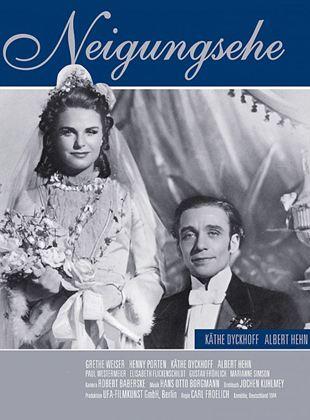 Neigungsehe
KÄTHE DYCKHOFF ALBERT HEHN
GRETHE WEISER HENNY PORTEN KÄTHE DYCKHOFF ALBERT HEHN
PAUL WESTERMEIER ELISABETH FLICKENSCHILDT GUSTAV FRÖHLICH MARIANNE SIMSON
Kamera ROBERT BABERSKE Musik HANS OTTO BORGMANN Drehbuch JOCHEN KUHLMEY
Produktion UFA-FILMKUNST GmbH, Berlin Regie CARL FROELICH Komödie, Deutschland 1944